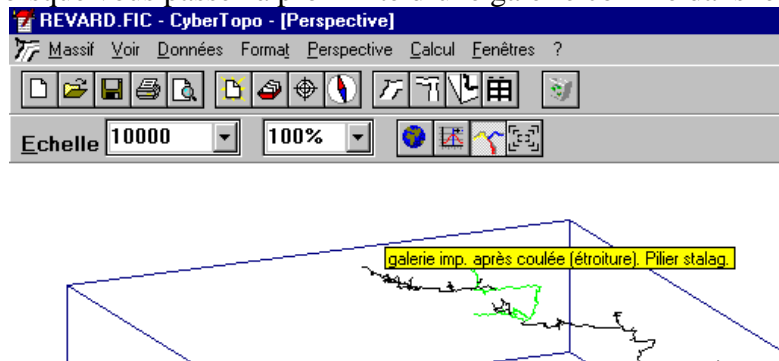 REVARD.FIC - CyberTopo - [Perspective]
Massif Voir Données Format Perspective Calcul Fenêtres ?
Echelle 10000 100%
galerie imp. après coulée (étroiture). Pilier stalag.